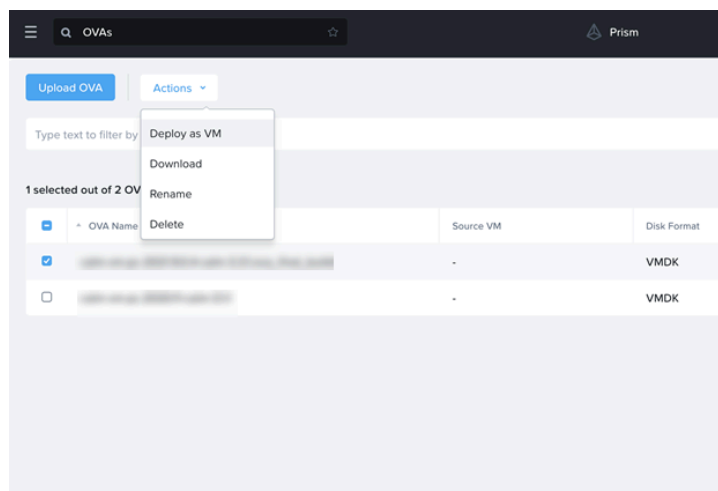 OVAs
Prism
Upload OVA
Actions
Type text to filter by
Deploy as VM
Download
1 selected out of 2 OV
Rename
Delete
OVA Name
Source VM
Disk Format
-
VMDK
-
VMDK